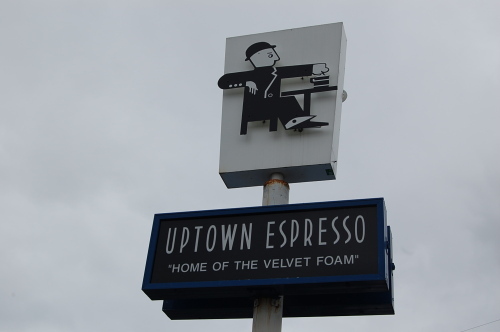 UPTOWN ESPRESSO
"HOME OF THE VELVET FOAM"